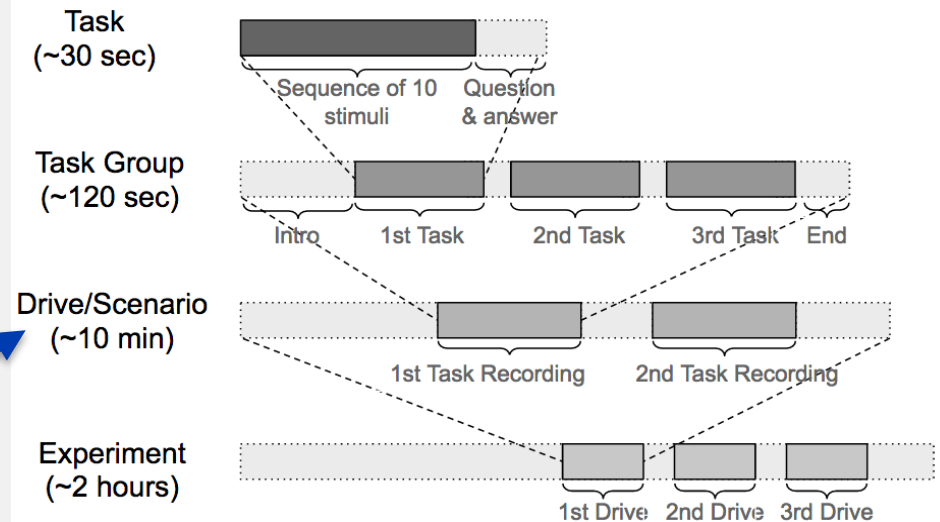 Task
(~30 sec)
Sequence of 10
stimuli
Question
& answer
Task Group
(~120 sec)
Intro
1st Task
2nd Task
3rd Task
End
Drive/Scenario
(~10 min)
1st Task Recording
2nd Task Recording
Experiment
(~2 hours)
1st Drive
2nd Drive
3rd Drive